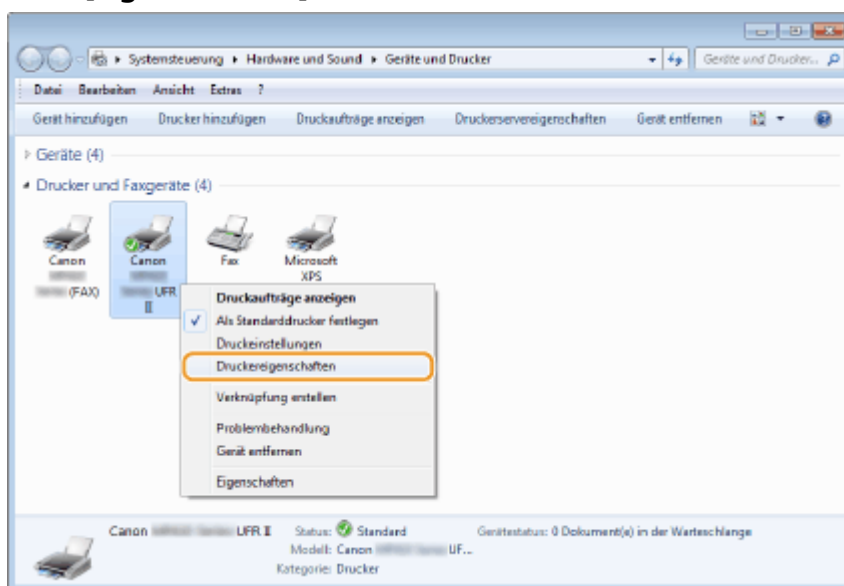 Systemsteuerung ▸ Hardware und Sound ▸ Geräte und Drucker
Geräte und Drucker...
Datei Bearbeiten Ansicht Extras ?
Gerät hinzufügen Drucker hinzufügen Druckaufträge anzeigen Druckerservereigenschaften Gerät entfernen
Geräte (4)
Drucker und Faxgeräte (4)
Canon
(FAX)
Canon
UFR
II
Fax
Microsoft
XPS
Druckaufträge anzeigen
Als Standarddrucker festlegen
Druckeinstellungen
Druckereigenschaften
Verknüpfung erstellen
Problembehandlung
Gerät entfernen
Eigenschaften
Canon UFR II Status: Standard Gerätestatus: 0 Dokument(e) in der Warteschlange
Modell: Canon UF...
Kategorie: Drucker